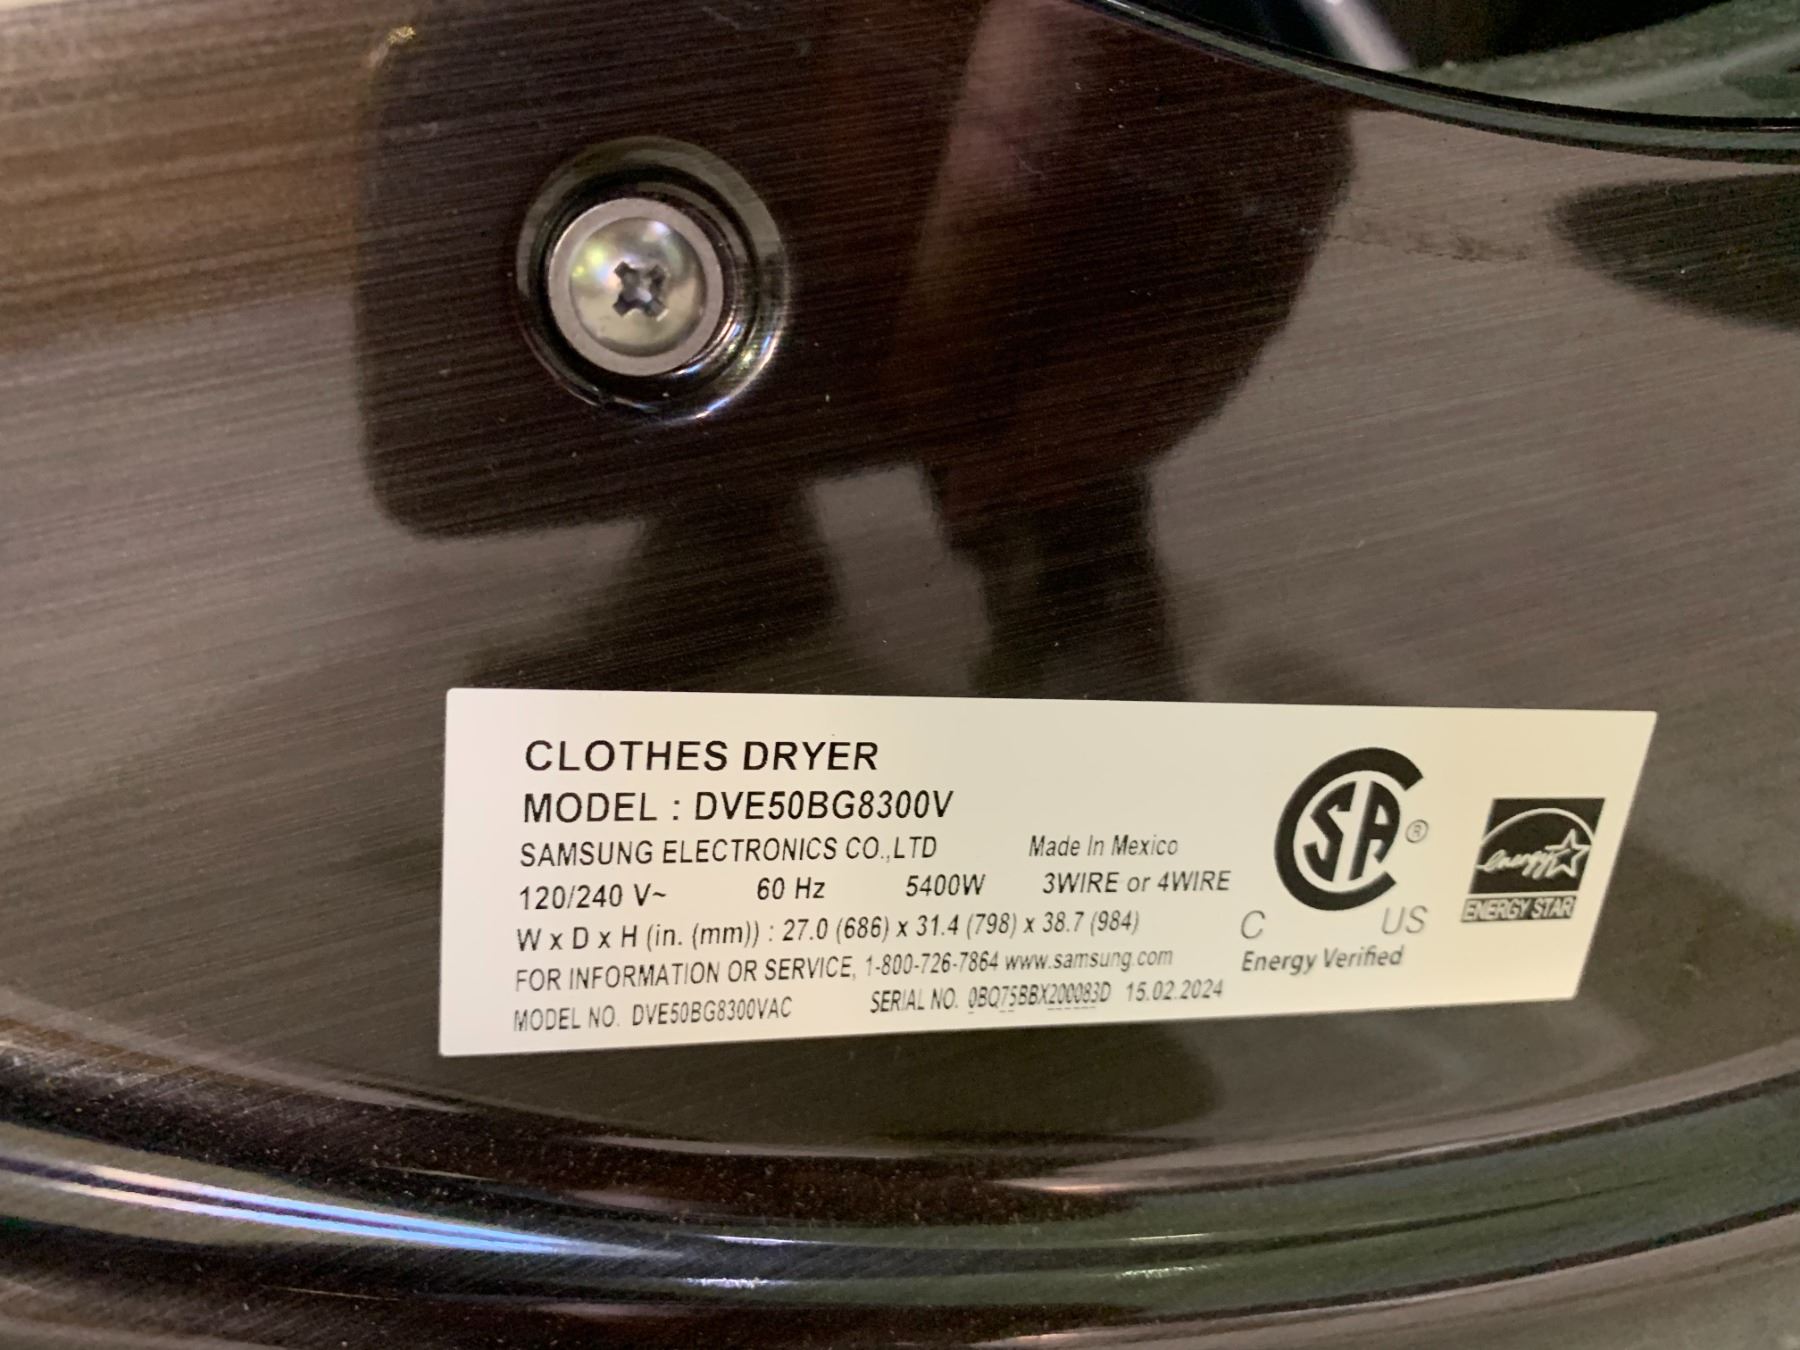 CLOTHES DRYER
MODEL : DVE50BG8300V
SAMSUNG ELECTRONICS CO.,LTD Made In Mexico
120/240 V~ 60 Hz 5400W 3WIRE or 4WIRE
W x D x H (in. (mm)) : 27.0 (686) x 31.4 (798) x 38.7 (984)
FOR INFORMATION OR SERVICE, 1-800-726-7864 www.samsung.com
MODEL NO. DVE50BG8300VAC SERIAL NO. 0BQ75BBX200083D 15.02.2024
SA ®
C US
Energy Verified
energy
ENERGY STAR